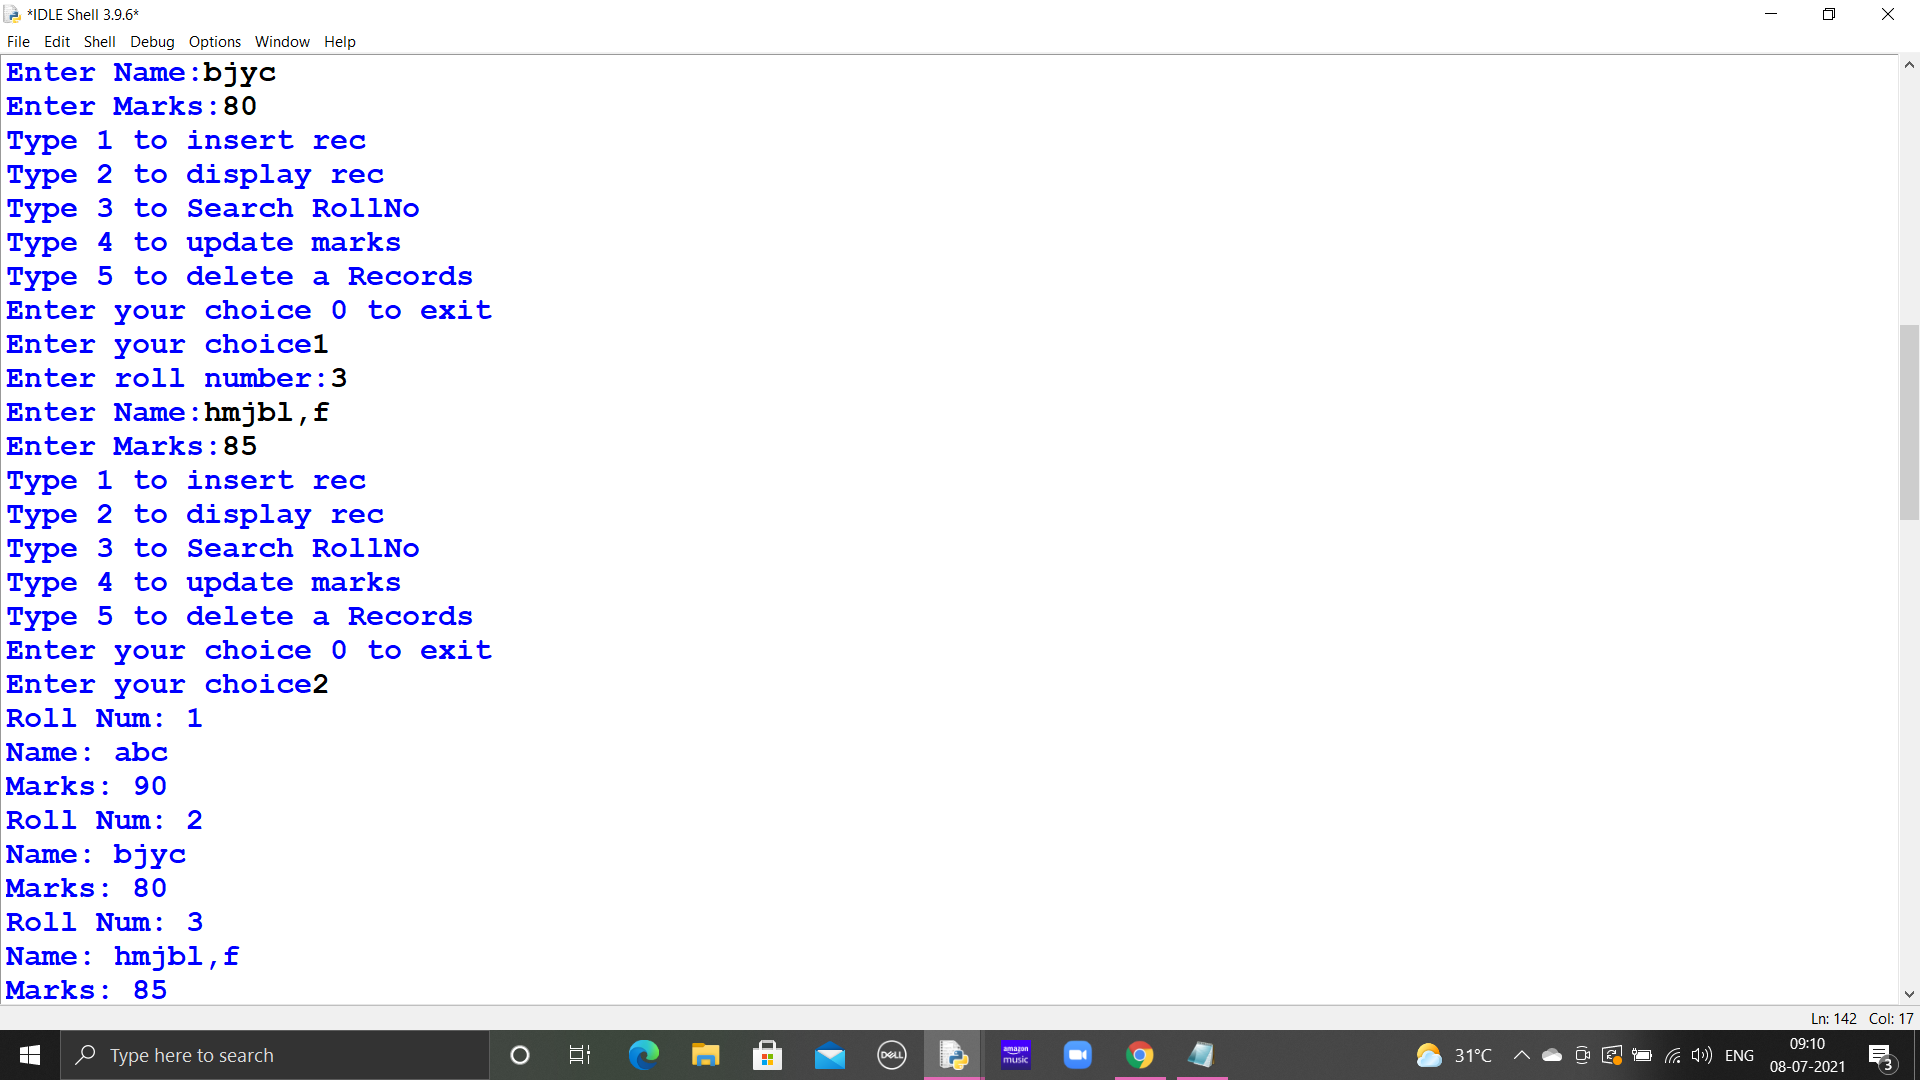 *IDLE Shell 3.9.6*
File Edit Shell Debug Options Window Help
Enter Name:bjyc
Enter Marks:80
Type 1 to insert rec
Type 2 to display rec
Type 3 to Search RollNo
Type 4 to update marks
Type 5 to delete a Records
Enter your choice 0 to exit
Enter your choice1
Enter roll number:3
Enter Name:hmjbl,f
Enter Marks:85
Type 1 to insert rec
Type 2 to display rec
Type 3 to Search RollNo
Type 4 to update marks
Type 5 to delete a Records
Enter your choice 0 to exit
Enter your choice2
Roll Num: 1
Name: abc
Marks: 90
Roll Num: 2
Name: bjyc
Marks: 80
Roll Num: 3
Name: hmjbl,f
Marks: 85
Ln: 142 Col: 17
Type here to search
DELL
amazon
music
31°C
ENG
09:10
08-07-2021
3